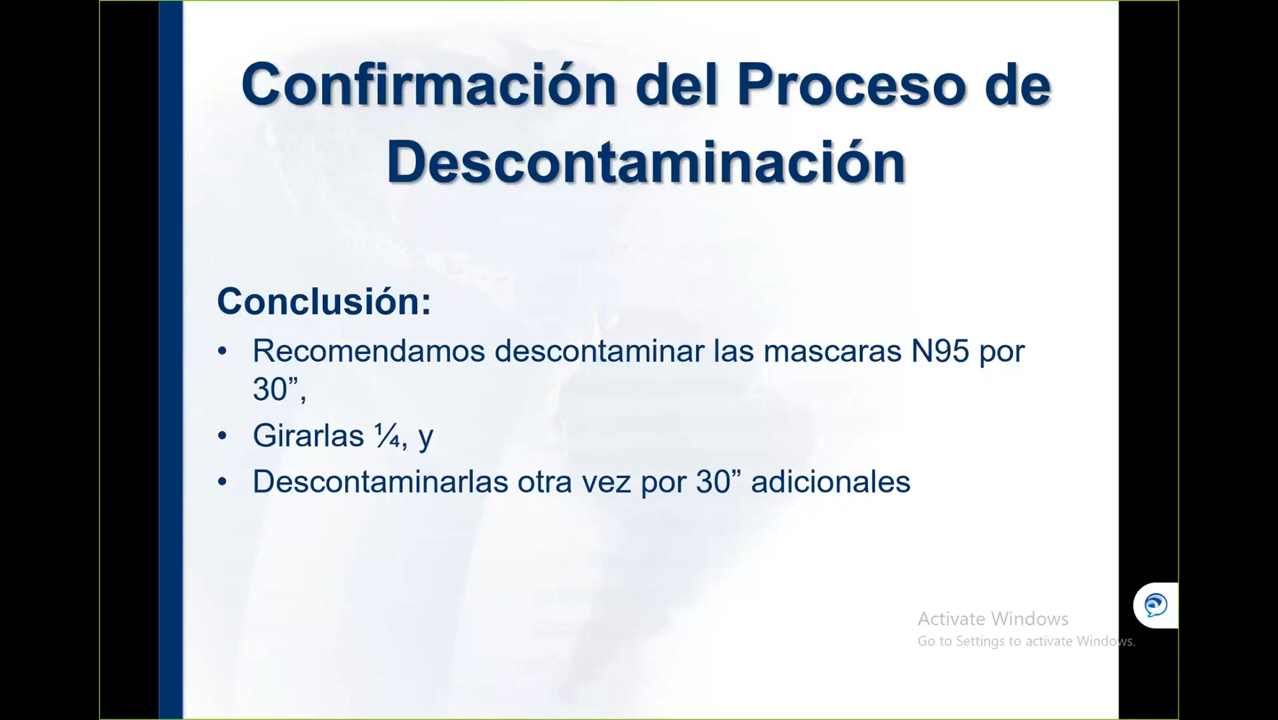 Confirmación del Proceso de
Descontaminación
Conclusión:
• Recomendamos descontaminar las mascaras N95 por
30”,
• Girarlas ¼, y
• Descontaminarlas otra vez por 30” adicionales
Activate Windows
Go to Settings to activate Windows.